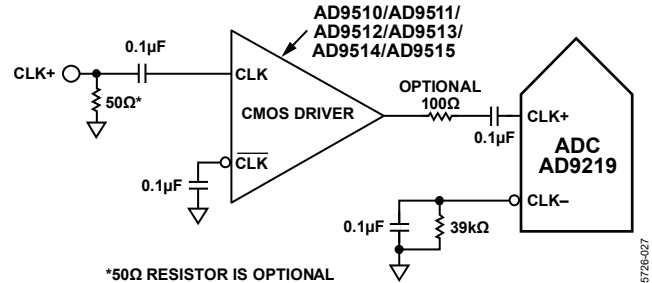 AD9510/AD9511/
AD9512/AD9513/
AD9514/AD9515
0.1µF
CLK+
50Ω*
CLK
CMOS DRIVER
CLK
0.1µF
OPTIONAL
100Ω
0.1µF
CLK+
ADC
AD9219
CLK–
0.1µF
39kΩ
*50Ω RESISTOR IS OPTIONAL
5726-027